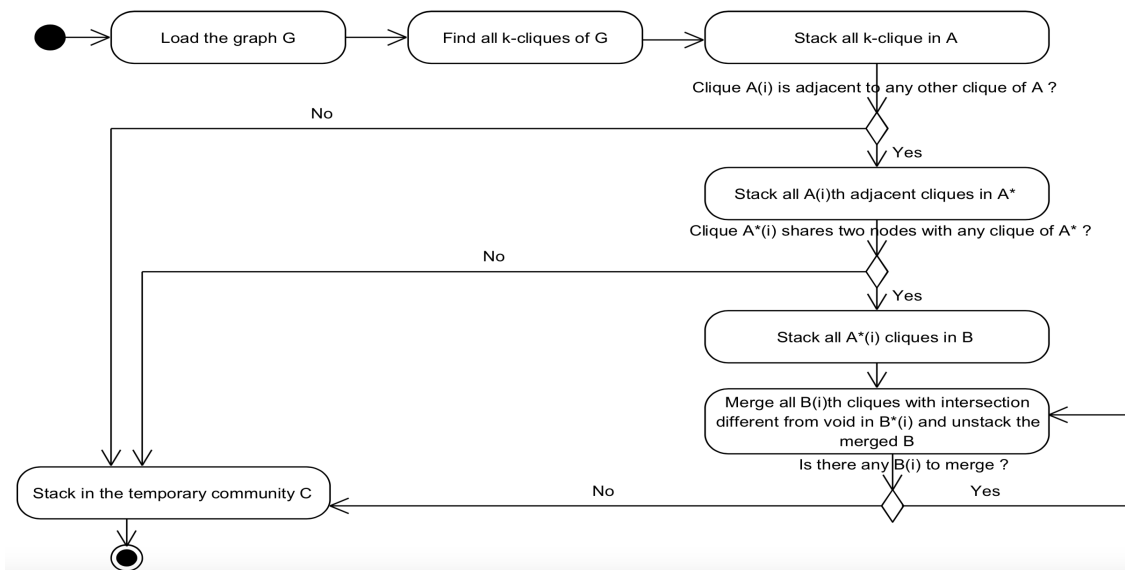 Load the graph G
Find all k-cliques of G
Stack all k-clique in A
Clique A(i) is adjacent to any other clique of A ?
No
Yes
Stack all A(i)th adjacent cliques in A*
Clique A*(i) shares two nodes with any clique of A* ?
No
Yes
Stack all A*(i) cliques in B
Merge all B(i)th cliques with intersection
different from void in B*(i) and unstack the
merged B
Is there any B(i) to merge ?
Stack in the temporary community C
No
Yes